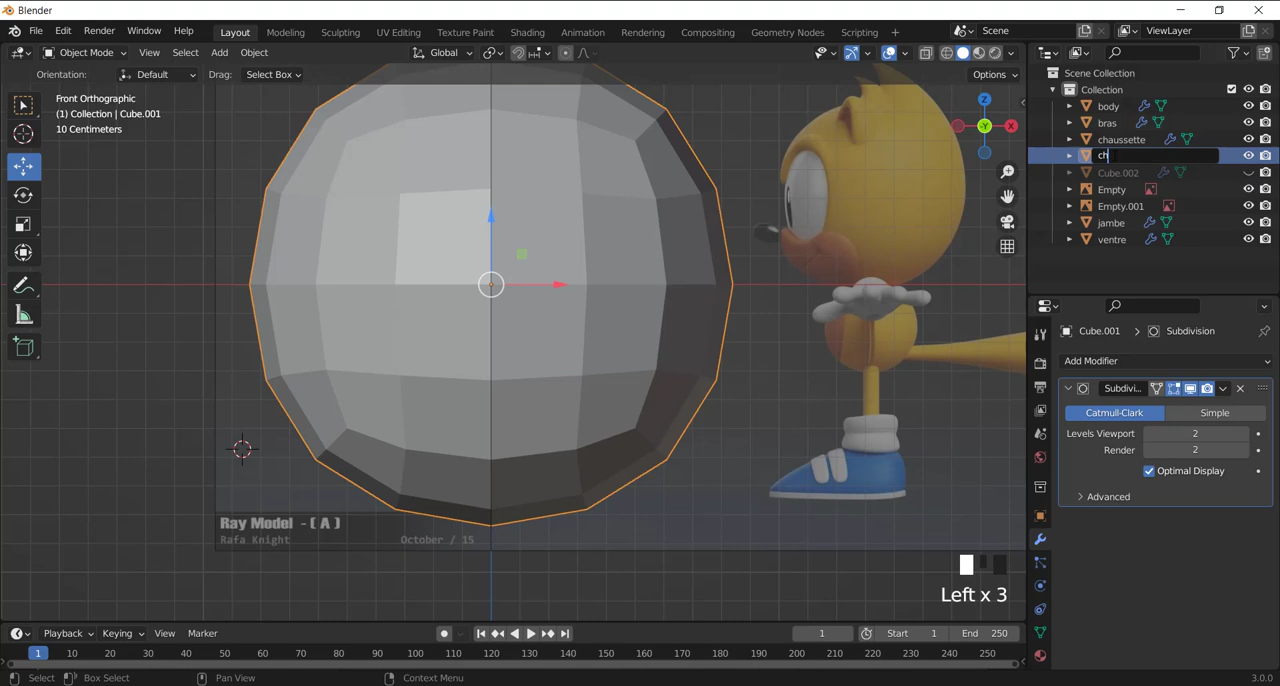 Blender
File Edit Render Window Help Layout Modeling Sculpting UV Editing Texture Paint Shading Animation Rendering Compositing Geometry Nodes Scripting + Scene ViewLayer
Object Mode View Select Add Object Global
Orientation: Default Drag: Select Box Options
Front Orthographic
(1) Collection | Cube.001
10 Centimeters
Z
-Y
X
Scene Collection
Collection
body
bras
chaussette
ch
Cube.002
Empty
Empty.001
jambe
ventre
Cube.001 > Subdivision
Add Modifier
Subdivi...
Catmull-Clark Simple
Levels Viewport 2
Render 2
Optimal Display
Advanced
Ray Model - ( A )
Rafa Knight October / 15
Left x 3
Playback Keying View Marker 1 Start 1 End 250
1 10 20 30 40 50 60 70 80 90 100 110 120 130 140 150 160 170 180 190 200 210 220 230 240 250
Select Box Select Pan View Context Menu 3.0.0